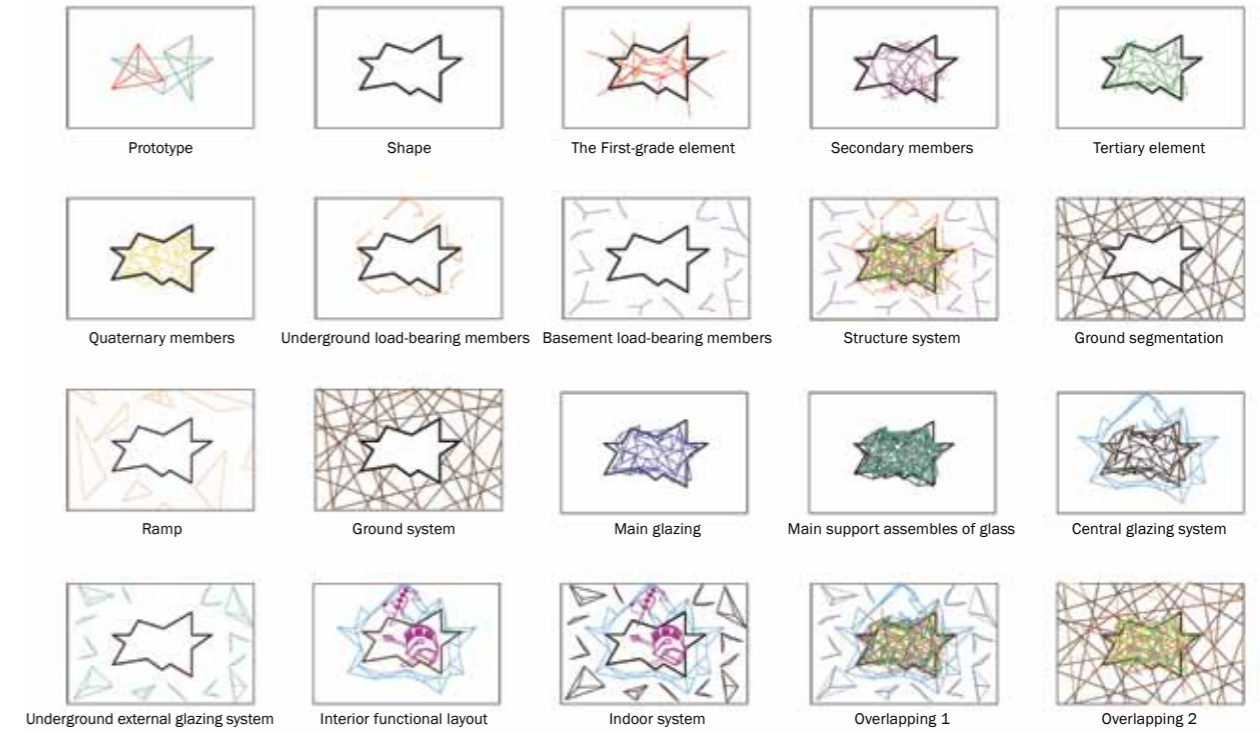 Prototype
Shape
The First-grade element
Secondary members
Tertiary element
Quaternary members
Underground load-bearing members
Basement load-bearing members
Structure system
Ground segmentation
Ramp
Ground system
Main glazing
Main support assembles of glass
Central glazing system
Underground external glazing system
Interior functional layout
Indoor system
Overlapping 1
Overlapping 2